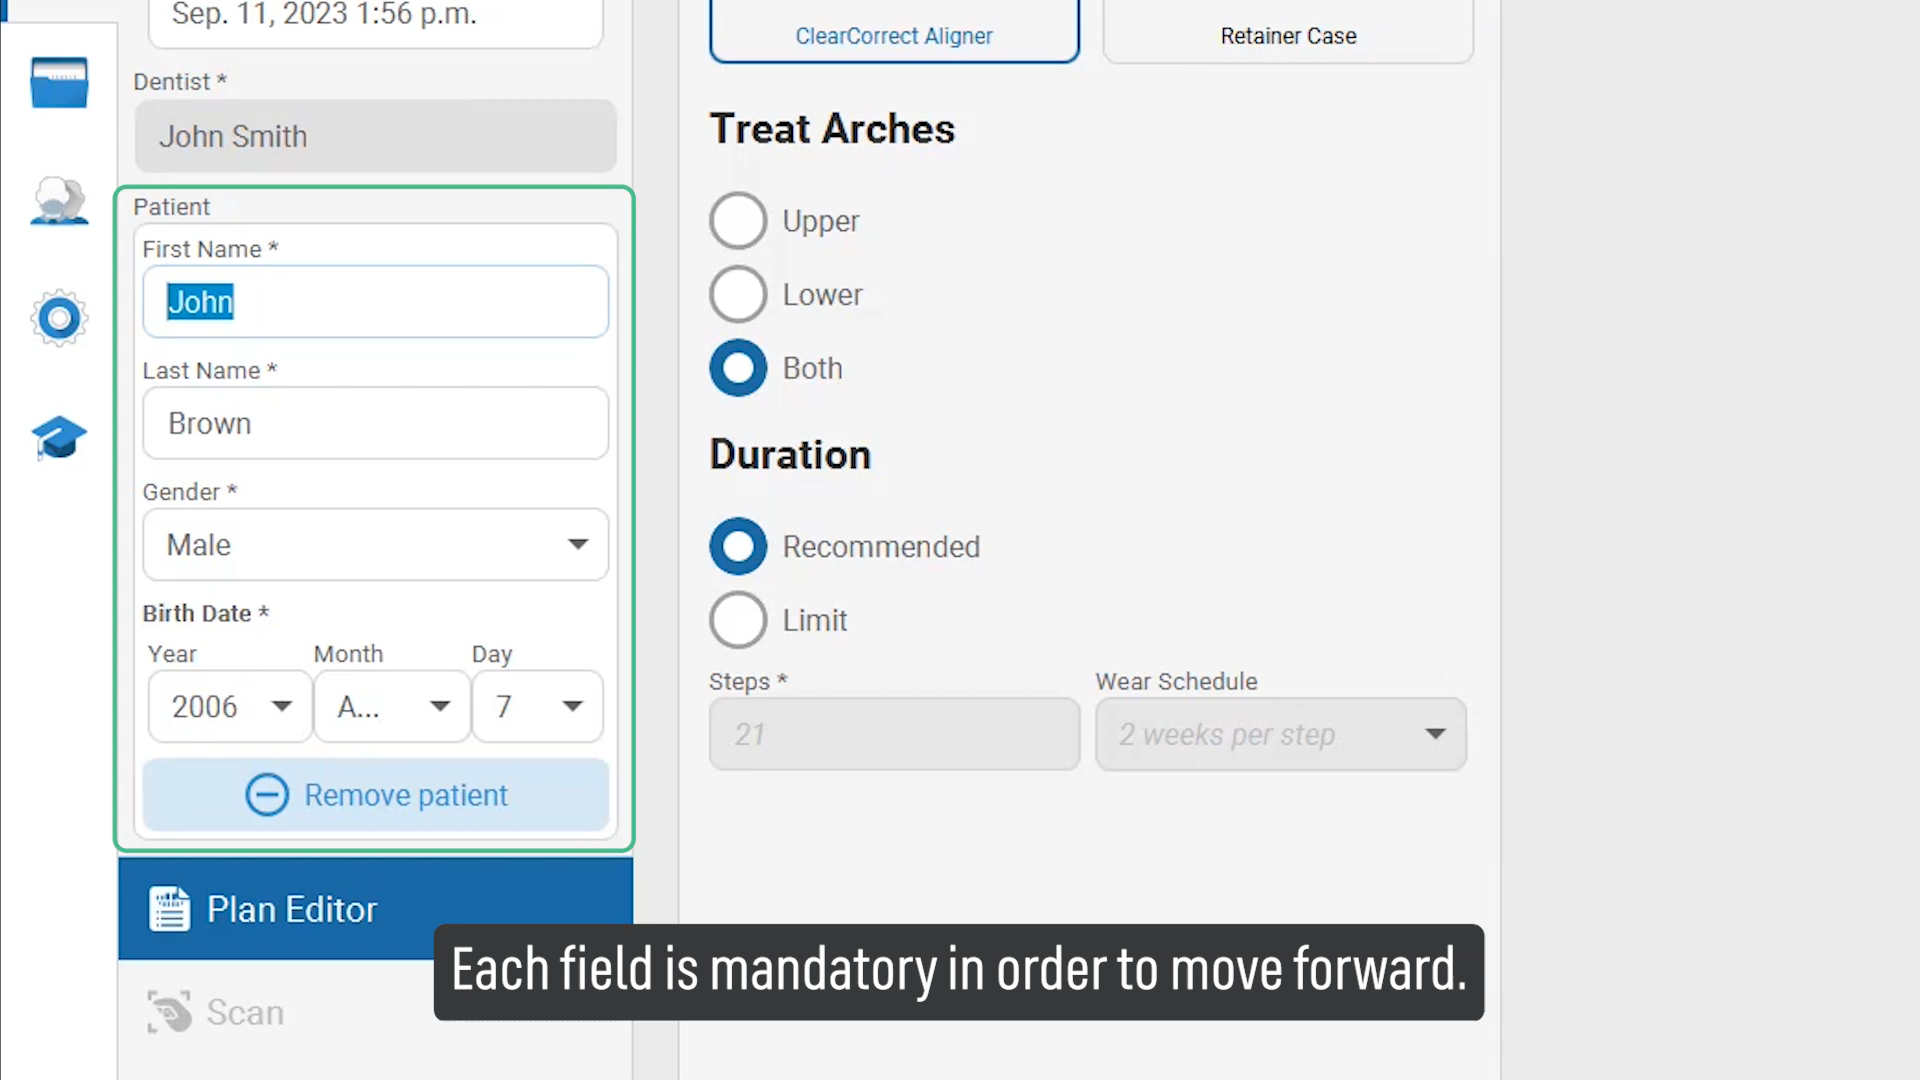 Sep. 11, 2023 1:56 p.m.
Dentist *
John Smith
Patient
First Name *
John
Last Name *
Brown
Gender *
Male
Birth Date *
Year Month Day
2006 A... 7
Remove patient
Plan Editor
Scan
ClearCorrect Aligner
Retainer Case
Treat Arches
Upper
Lower
Both
Duration
Recommended
Limit
Steps * Wear Schedule
21 2 weeks per step
Each field is mandatory in order to move forward.